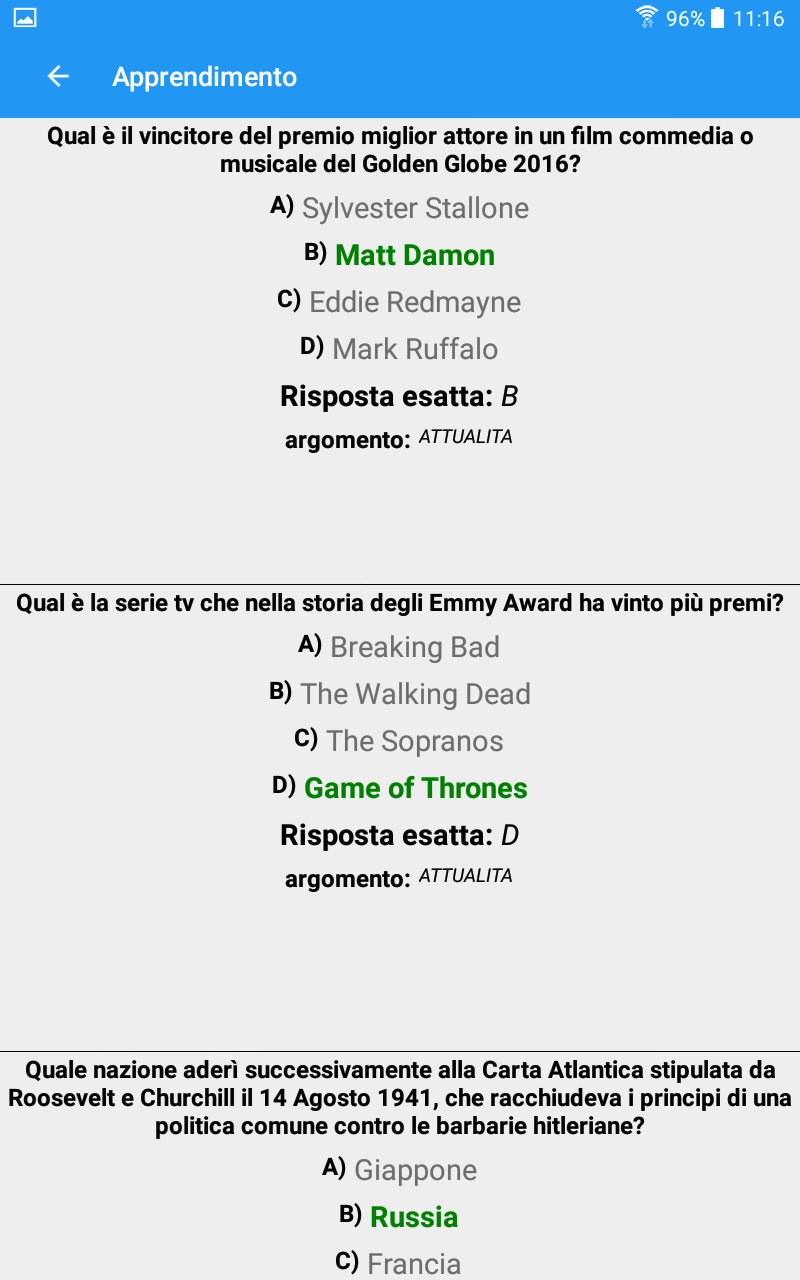 96% 11:16
Apprendimento
Qual è il vincitore del premio miglior attore in un film commedia o
musicale del Golden Globe 2016?
A) Sylvester Stallone
B) Matt Damon
C) Eddie Redmayne
D) Mark Ruffalo
Risposta esatta: B
argomento: ATTUALITA
Qual è la serie tv che nella storia degli Emmy Award ha vinto più premi?
A) Breaking Bad
B) The Walking Dead
C) The Sopranos
D) Game of Thrones
Risposta esatta: D
argomento: ATTUALITA
Quale nazione aderì successivamente alla Carta Atlantica stipulata da
Roosevelt e Churchill il 14 Agosto 1941, che racchiudeva i principi di una
politica comune contro le barbarie hitleriane?
A) Giappone
B) Russia
C) Francia